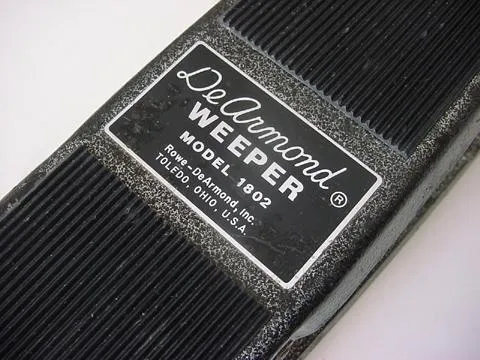 DeArmond ®
WEEPER
MODEL 1802
Rowe-DeArmond, Inc.
TOLEDO, OHIO, U.S.A.